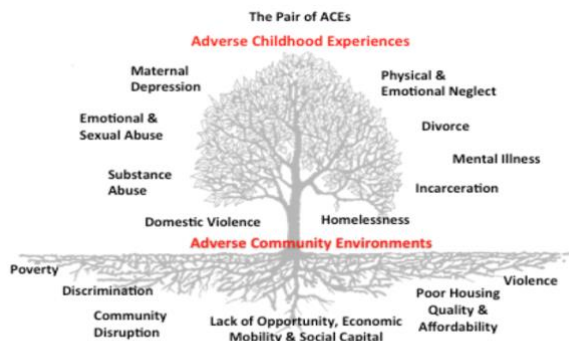 The Pair of ACEs
Adverse Childhood Experiences
Maternal
Depression
Physical &
Emotional Neglect
Emotional &
Sexual Abuse
Divorce
Mental Illness
Substance
Abuse
Incarceration
Domestic Violence
Homelessness
Adverse Community Environments
Poverty
Discrimination
Violence
Poor Housing
Quality &
Affordability
Community
Disruption
Lack of Opportunity, Economic
Mobility & Social Capital